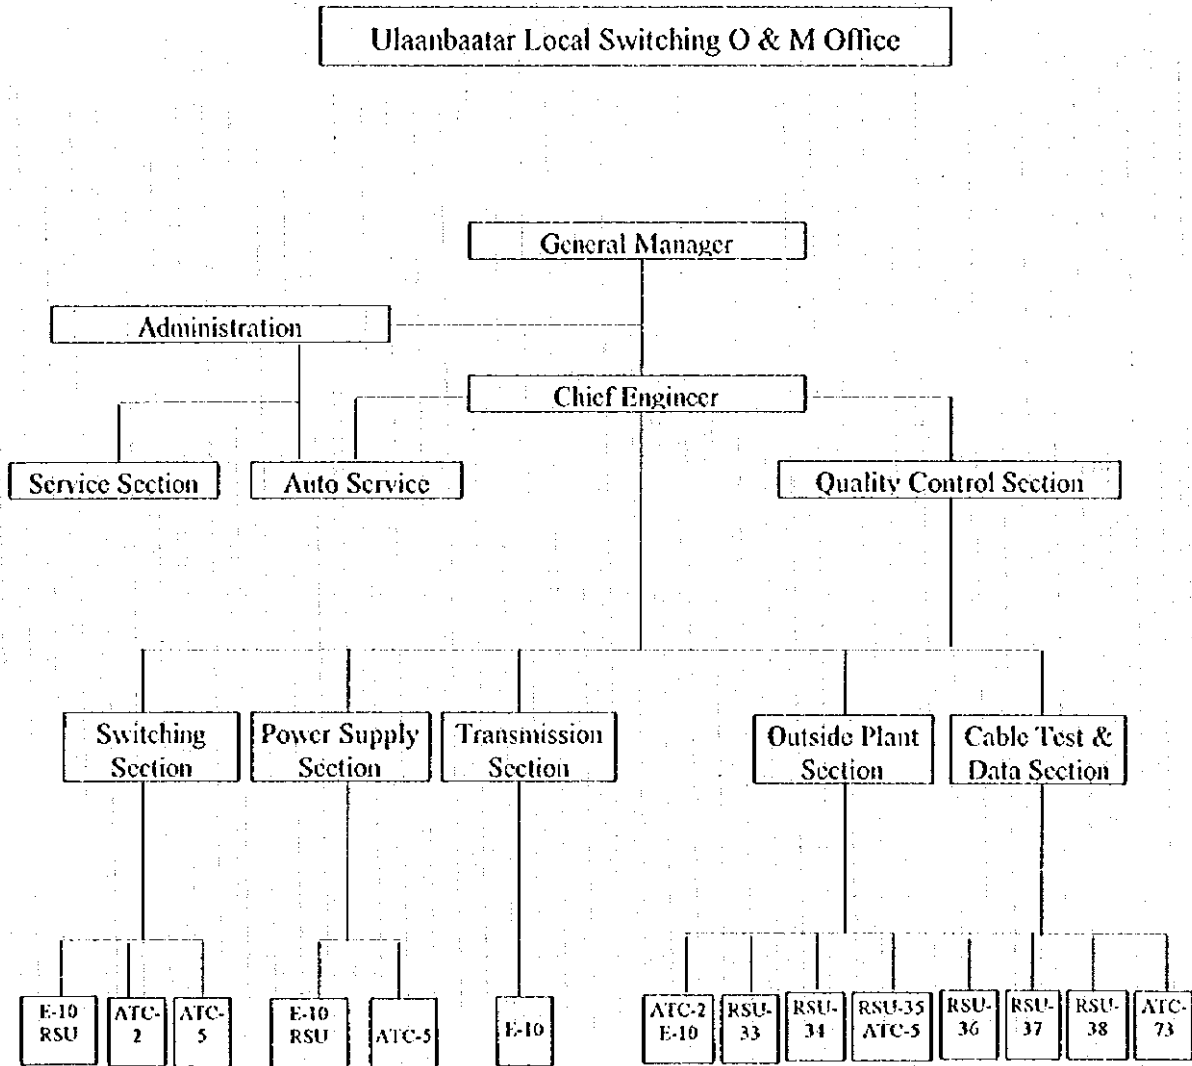 Ulaanbaatar Local Switching O & M Office
General Manager
Administration
Chief Engineer
Service Section
Auto Service
Quality Control Section
Switching
Section
Power Supply
Section
Transmission
Section
Outside Plant
Section
Cable Test &
Data Section
E-10
RSU
ATC-
2
ATC-
5
E-10
RSU
ATC-5
E-10
ATC-2
E-10
RSU-
33
RSU-
34
RSU-35
ATC-5
RSU-
36
RSU-
37
RSU-
38
ATC-
73